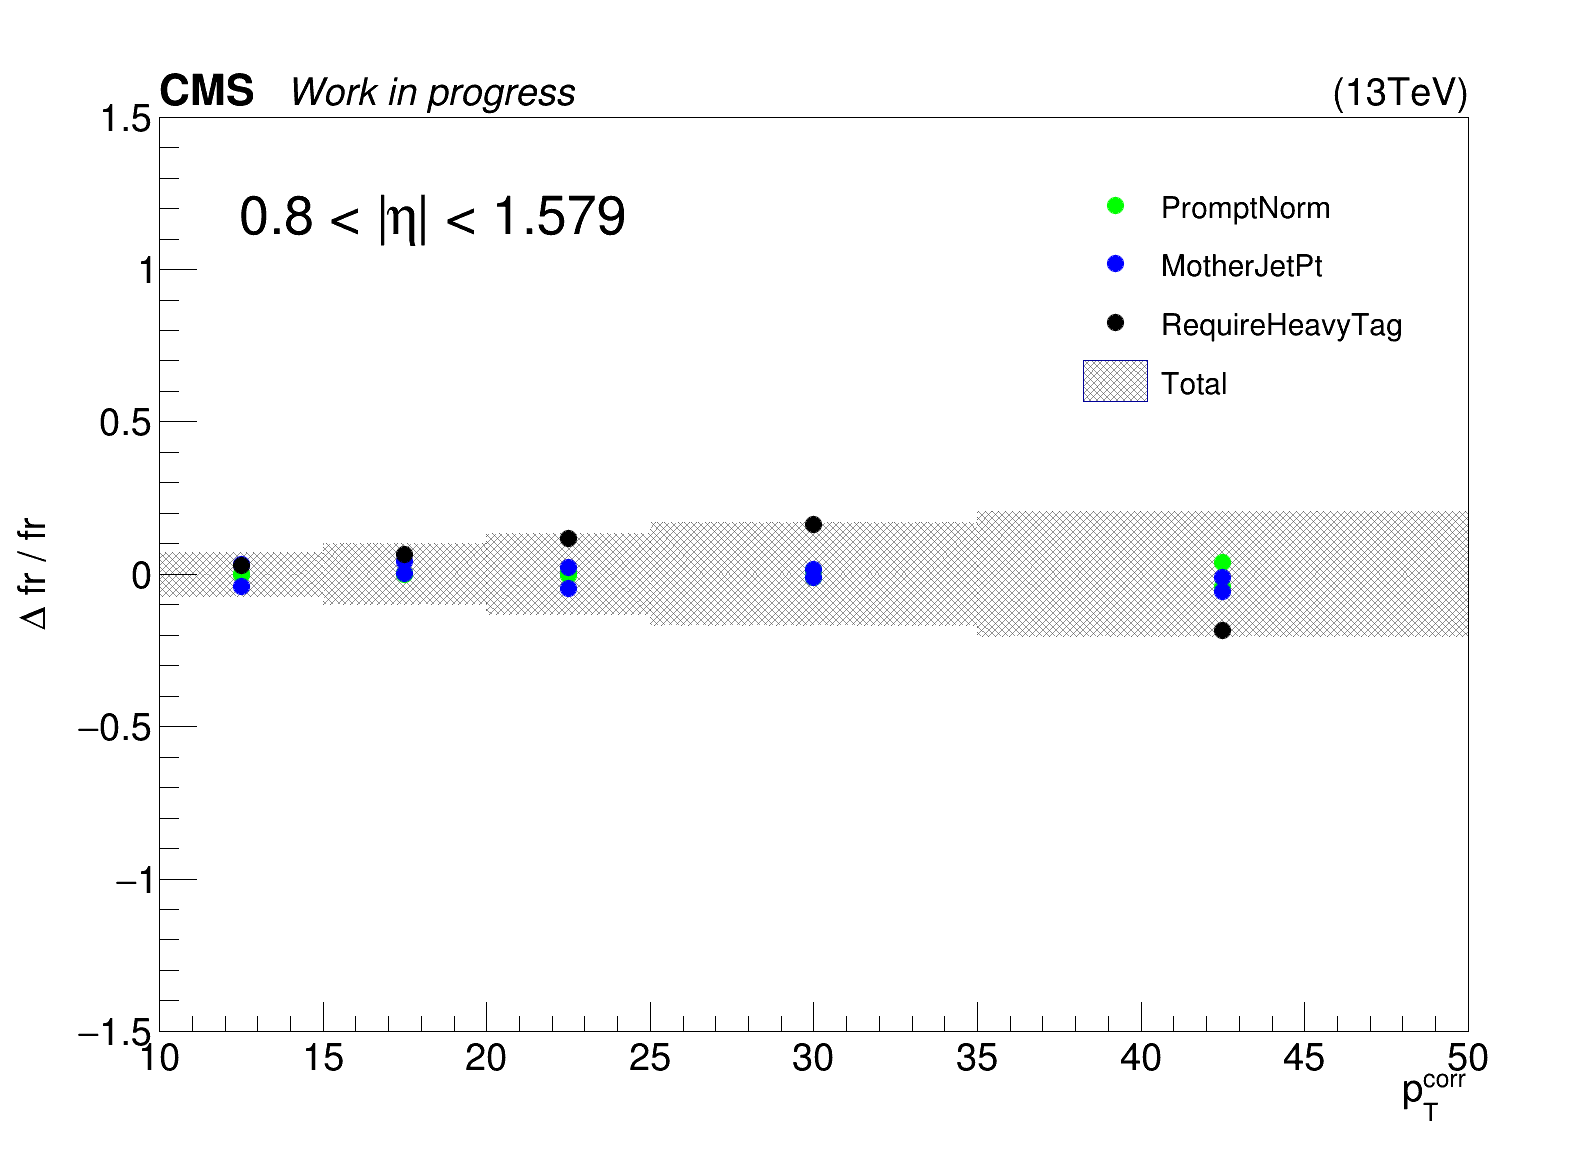 CMS Work in progress (13TeV)
0.8 < |η| < 1.579
PromptNorm
MotherJetPt
RequireHeavyTag
Total
Δ fr / fr
1.5
1
0.5
0
−0.5
−1
−1.5
10 15 20 25 30 35 40 45 50
p_T^corr